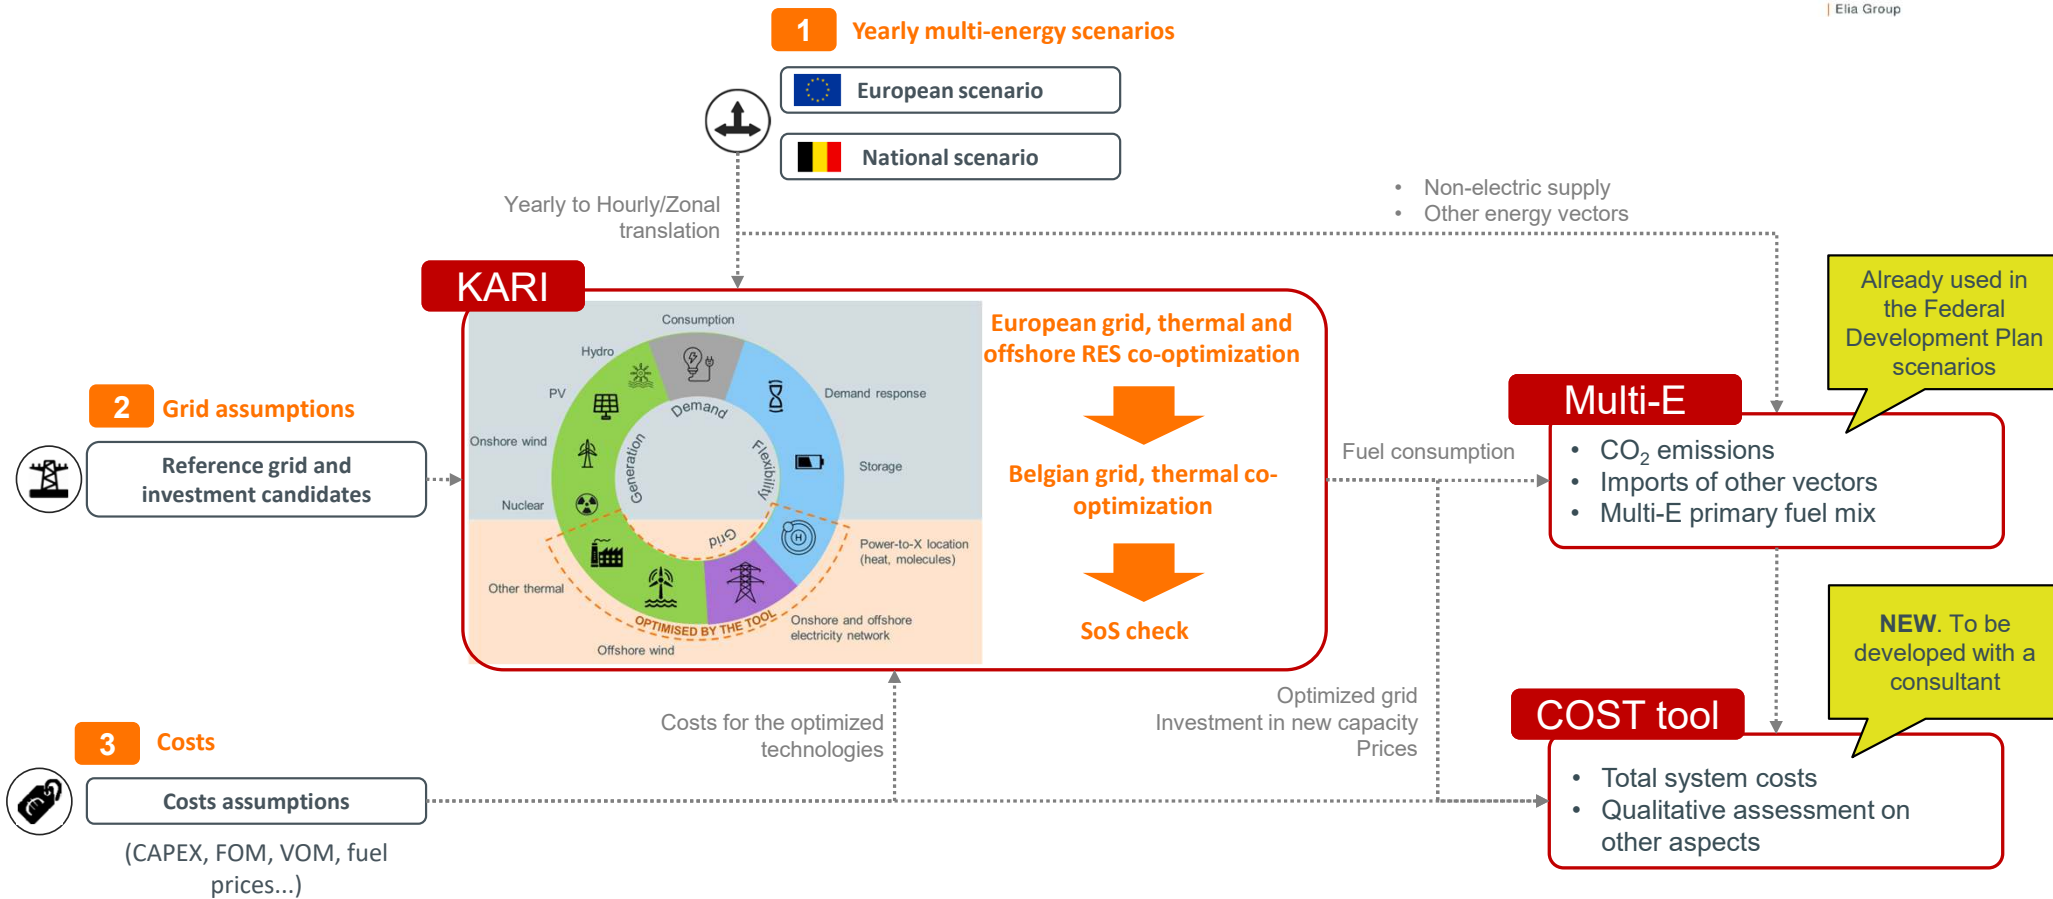 | Elia Group
1 Yearly multi-energy scenarios
European scenario
National scenario
Yearly to Hourly/Zonal
translation
• Non-electric supply
• Other energy vectors
KARI
Consumption
Hydro
PV
Onshore wind
Nuclear
Other thermal
Offshore wind
Demand response
Storage
Power-to-X location
(heat, molecules)
Onshore and offshore
electricity network
Demand
Generation
Flexibility
Grid
OPTIMISED BY THE TOOL
European grid, thermal and
offshore RES co-optimization
Belgian grid, thermal co-
optimization
SoS check
2 Grid assumptions
Reference grid and
investment candidates
3 Costs
Costs assumptions
(CAPEX, FOM, VOM, fuel
prices...)
Costs for the optimized
technologies
Fuel consumption
Optimized grid
Investment in new capacity
Prices
Already used in
the Federal
Development Plan
scenarios
Multi-E
• CO₂ emissions
• Imports of other vectors
• Multi-E primary fuel mix
NEW. To be
developed with a
consultant
COST tool
• Total system costs
• Qualitative assessment on
other aspects